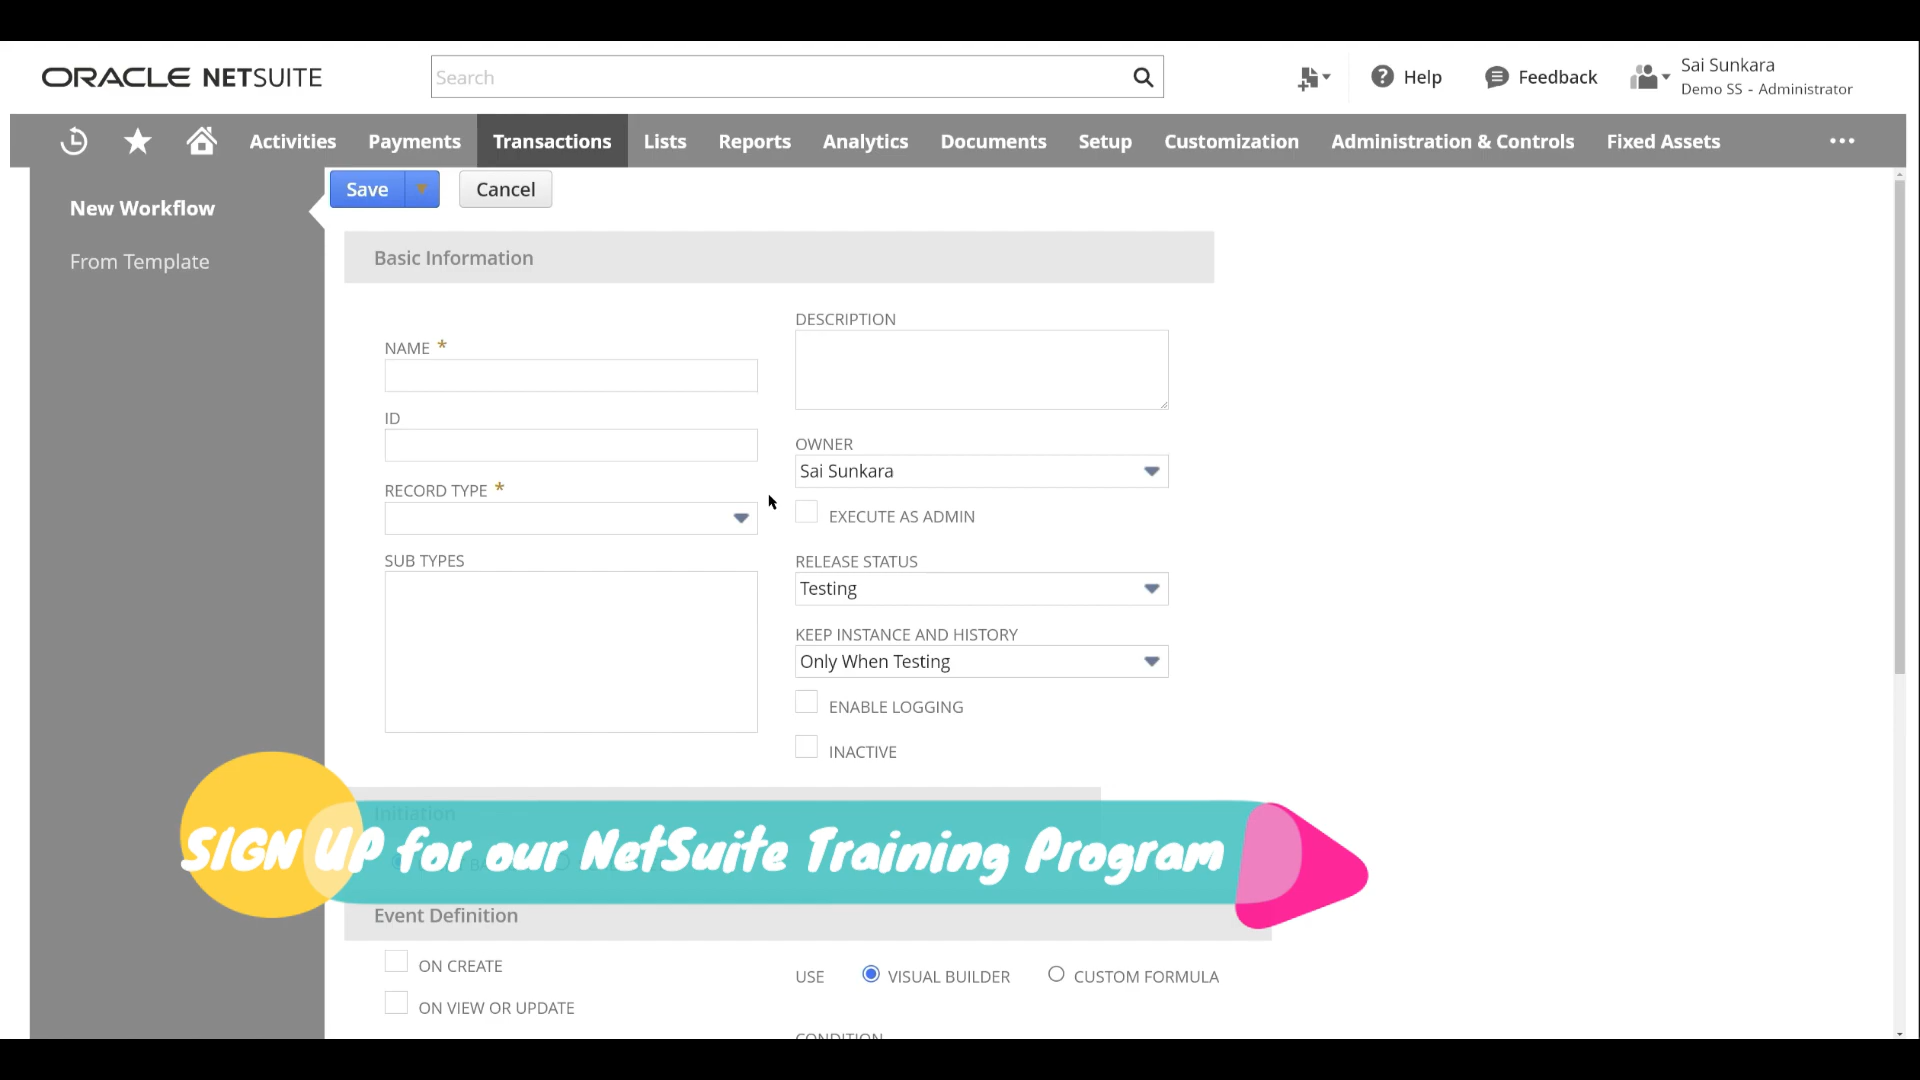 ORACLE NETSUITE
Search
Help
Feedback
Sai Sunkara
Demo SS - Administrator
Activities
Payments
Transactions
Lists
Reports
Analytics
Documents
Setup
Customization
Administration & Controls
Fixed Assets
New Workflow
From Template
Save
Cancel
Basic Information
NAME *
ID
RECORD TYPE *
SUB TYPES
DESCRIPTION
OWNER
Sai Sunkara
EXECUTE AS ADMIN
RELEASE STATUS
Testing
KEEP INSTANCE AND HISTORY
Only When Testing
ENABLE LOGGING
INACTIVE
Initiation
SIGN UP for our NetSuite Training Program
Event Definition
ON CREATE
ON VIEW OR UPDATE
USE
VISUAL BUILDER
CUSTOM FORMULA
CONDITION